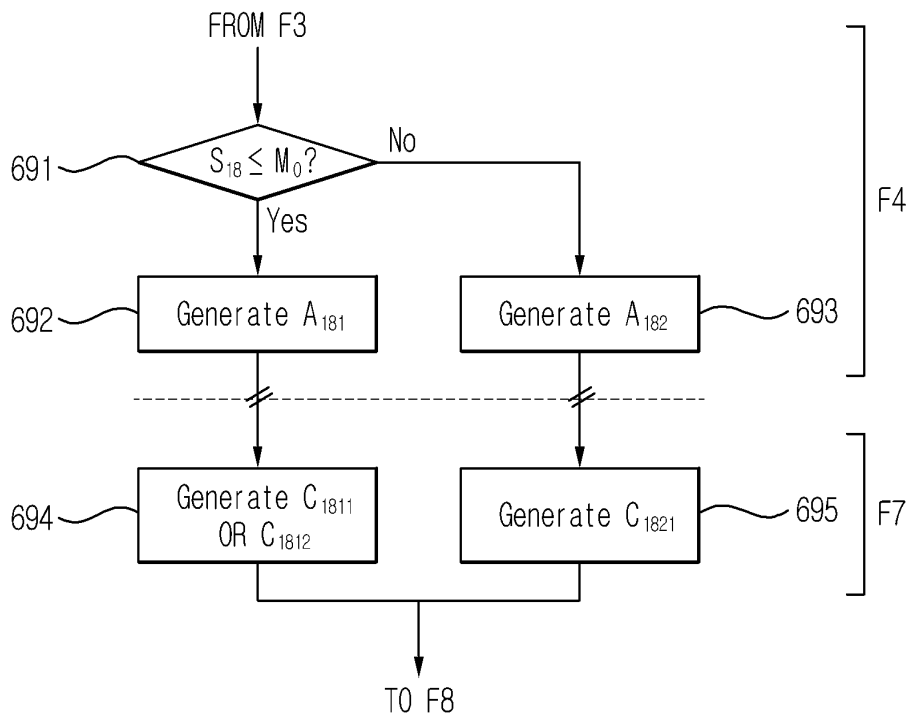 FROM F3
691
S₁₈ ≤ M₀?
No
Yes
F4
692
Generate A₁₈₁
Generate A₁₈₂
693
694
Generate C₁₈₁₁
OR C₁₈₁₂
Generate C₁₈₂₁
695
F7
TO F8